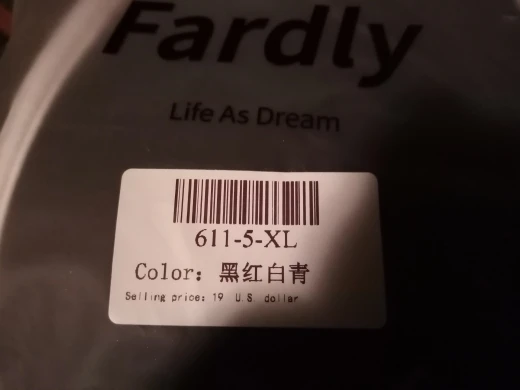 Fardly
Life As Dream
611-5-XL
Color: 黑红白青
Selling price: 19 U.S. dollar